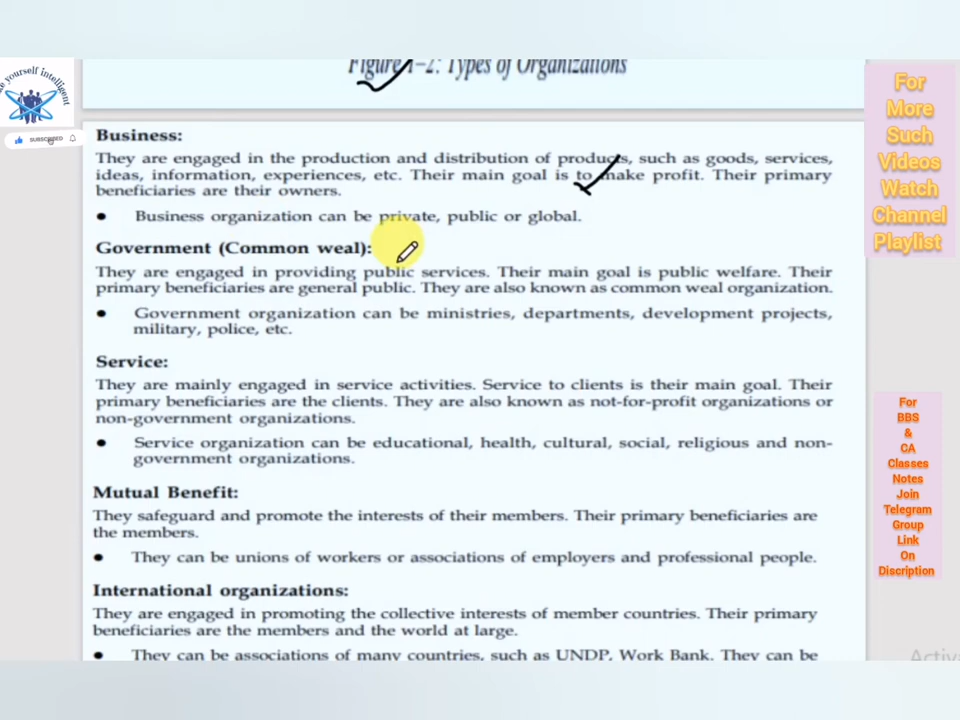 Figure 1–2: Types of Organizations
yourself intelligent
SUBSCRIBED
Business:
They are engaged in the production and distribution of products, such as goods, services,
ideas, information, experiences, etc. Their main goal is to make profit. Their primary
beneficiaries are their owners.
• Business organization can be private, public or global.
Government (Common weal):
They are engaged in providing public services. Their main goal is public welfare. Their
primary beneficiaries are general public. They are also known as common weal organization.
• Government organization can be ministries, departments, development projects,
military, police, etc.
Service:
They are mainly engaged in service activities. Service to clients is their main goal. Their
primary beneficiaries are the clients. They are also known as not-for-profit organizations or
non-government organizations.
• Service organization can be educational, health, cultural, social, religious and non-
government organizations.
Mutual Benefit:
They safeguard and promote the interests of their members. Their primary beneficiaries are
the members.
• They can be unions of workers or associations of employers and professional people.
International organizations:
They are engaged in promoting the collective interests of member countries. Their primary
beneficiaries are the members and the world at large.
• They can be associations of many countries, such as UNDP, Work Bank. They can be
For
More
Such
Videos
Watch
Channel
Playlist
For
BBS
&
CA
Classes
Notes
Join
Telegram
Group
Link
On
Discription